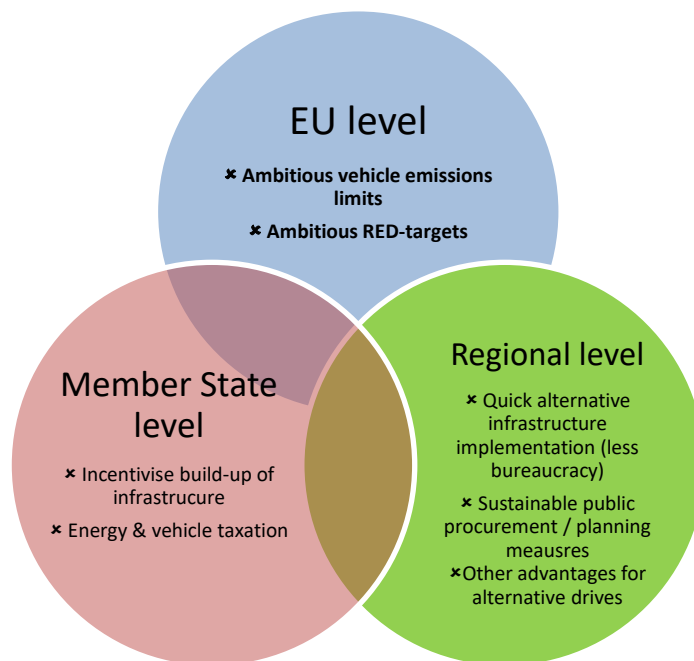 EU level
× Ambitious vehicle emissions
limits
× Ambitious RED-targets
Member State
level
× Incentivise build-up of
infrastrucure
× Energy & vehicle taxation
Regional level
× Quick alternative
infrastructure
implementation (less
bureaucracy)
× Sustainable public
procurement / planning
meausres
×Other advantages for
alternative drives